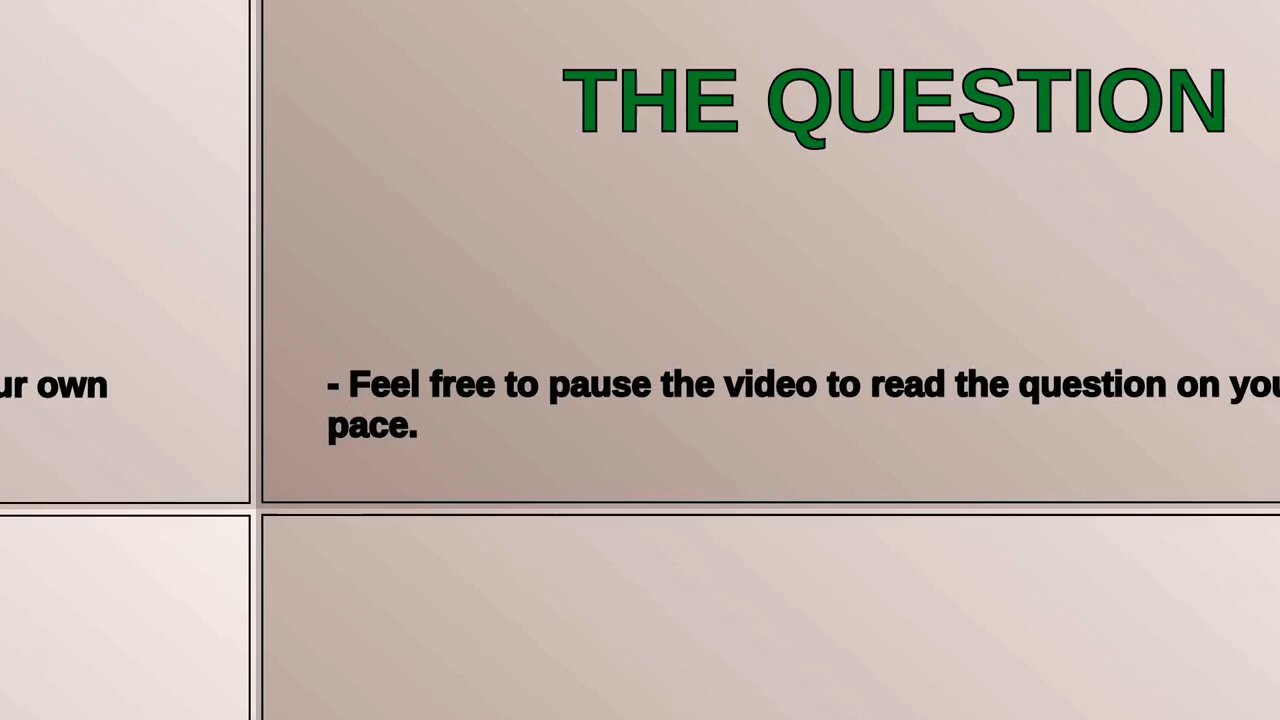 THE QUESTION
ur own
- Feel free to pause the video to read the question on you
pace.